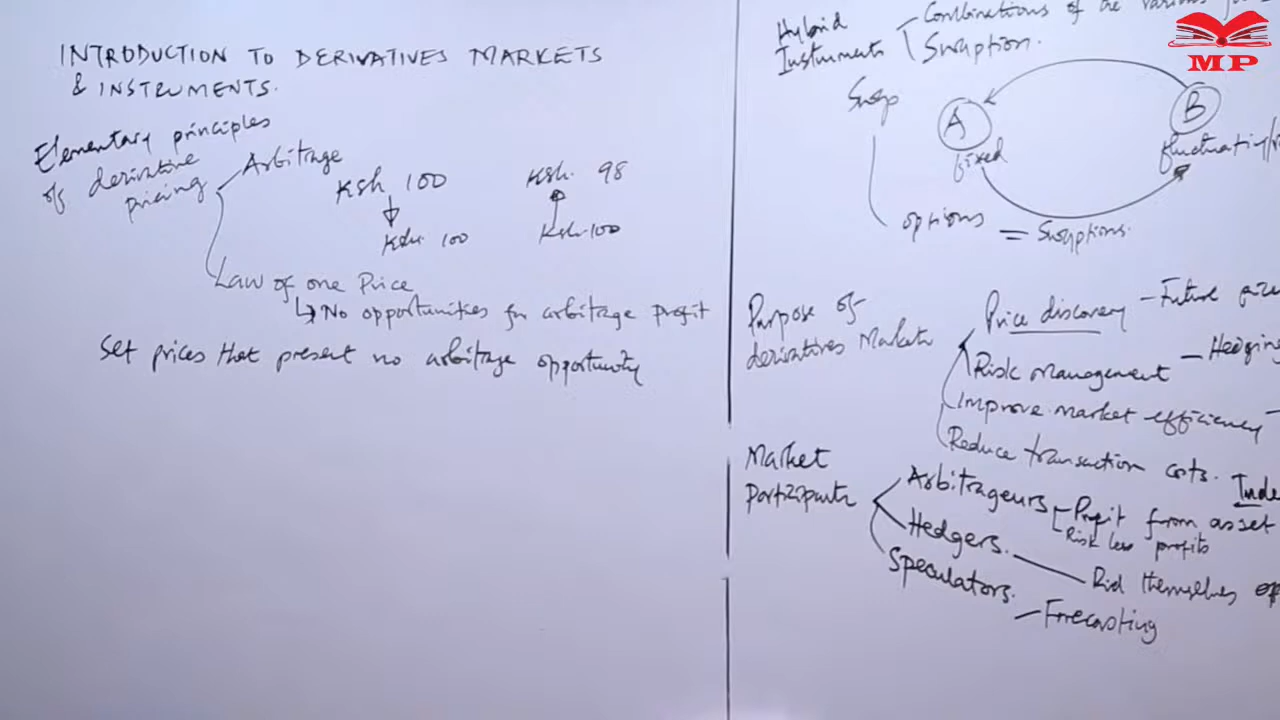 INTRODUCTION TO DERIVATIVES MARKETS
& INSTRUMENTS.
Elementary principles
of derivative
pricing
Arbitrage
Ksh 100
Ksh. 98
Ksh. 100
Ksh. 100
Law of one Price
No opportunities for arbitrage profit
Set prices that present no arbitrage opportunity
Hybrid
Instruments
Combinations of the various
Swaption.
Swap
A
B
fixed
fluctuating/
options = Swaptions.
Purpose of
derivatives Markets
Price discovery - Future
Risk management - Hedging
Improve market efficiency -
Reduce transaction costs.
Market
participants
Arbitrageurs
Profit from asset
Risk less profits
Hedgers.
Rid themselves of
Speculators.
- Forecasting
MP